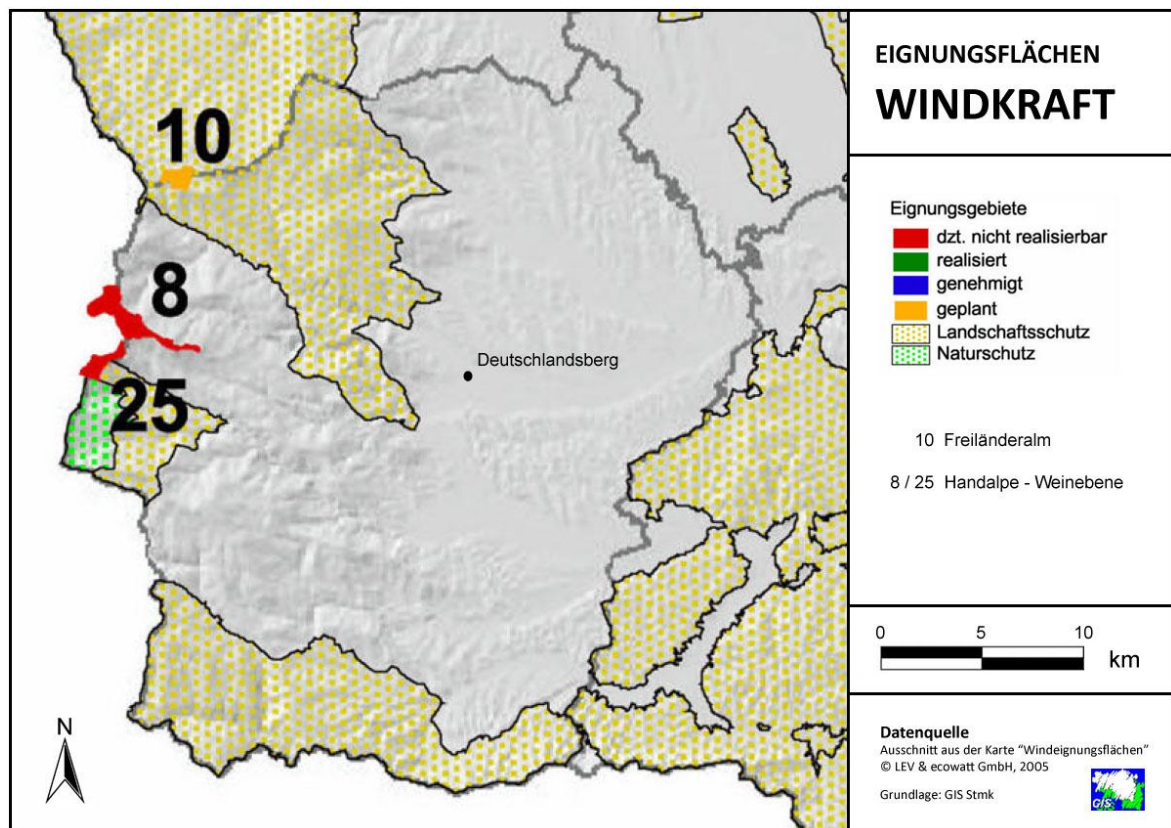 10
8
25
Deutschlandsberg
N
EIGNUNGSFLÄCHEN
WINDKRAFT
Eignungsgebiete
dzt. nicht realisierbar
realisiert
genehmigt
geplant
Landschaftsschutz
Naturschutz
10 Freiländeralm
8 / 25 Handalpe - Weinebene
0 5 10
km
Datenquelle
Ausschnitt aus der Karte "Windeignungsflächen"
© LEV & ecowatt GmbH, 2005
Grundlage: GIS Stmk
GIS